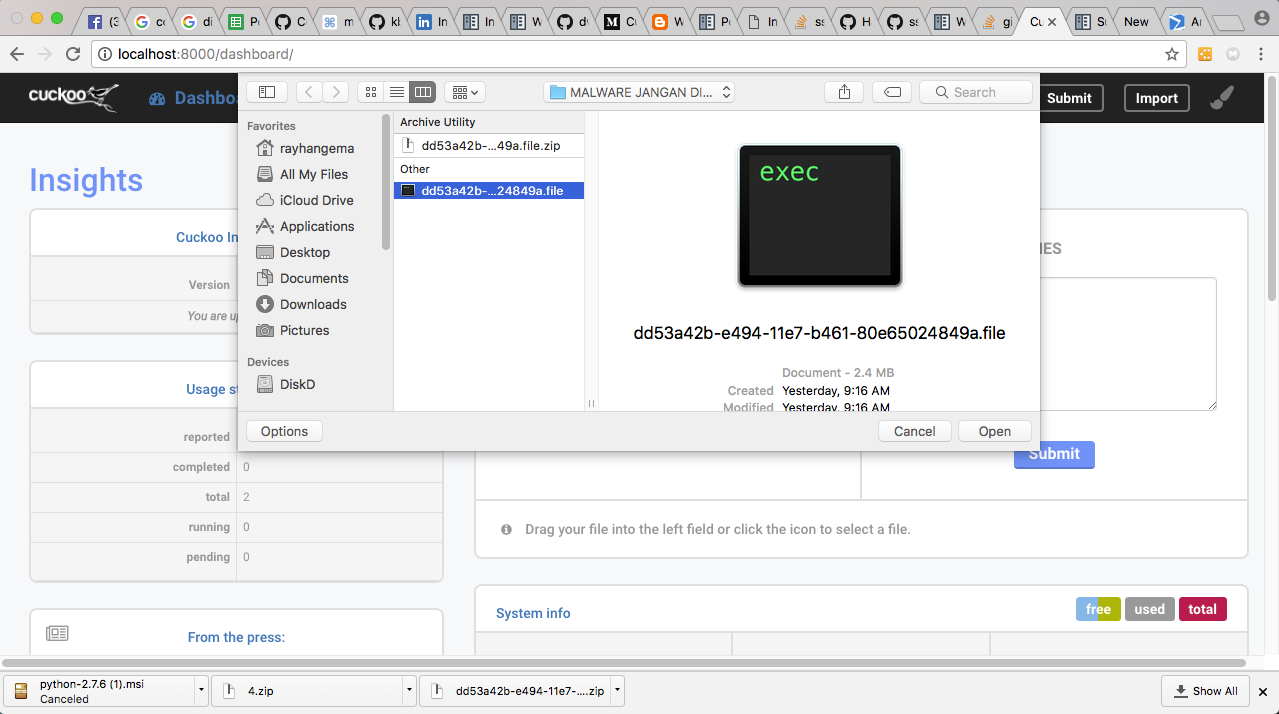 (3
G co
G di
Pe
C
m
kl
In
In
W
dv
C
W
Po
In
ss
H
ss
W
gi
Cu
Su
New
Ar
localhost:8000/dashboard/
cuckoo
Dashbo
Submit
Import
MALWARE JANGAN DI...
Search
Favorites
rayhangema
All My Files
iCloud Drive
Applications
Desktop
Documents
Downloads
Pictures
Devices
DiskD
Archive Utility
dd53a42b-...49a.file.zip
Other
dd53a42b-...24849a.file
exec
dd53a42b-e494-11e7-b461-80e65024849a.file
Document - 2.4 MB
Created Yesterday, 9:16 AM
Modified Yesterday, 9:16 AM
Options
Cancel
Open
Insights
Cuckoo In
Version
You are up
Usage st
reported
completed 0
total 2
running 0
pending 0
From the press:
IES
Submit
Drag your file into the left field or click the icon to select a file.
System info
free
used
total
python-2.7.6 (1).msi
Canceled
4.zip
dd53a42b-e494-11e7-....zip
Show All